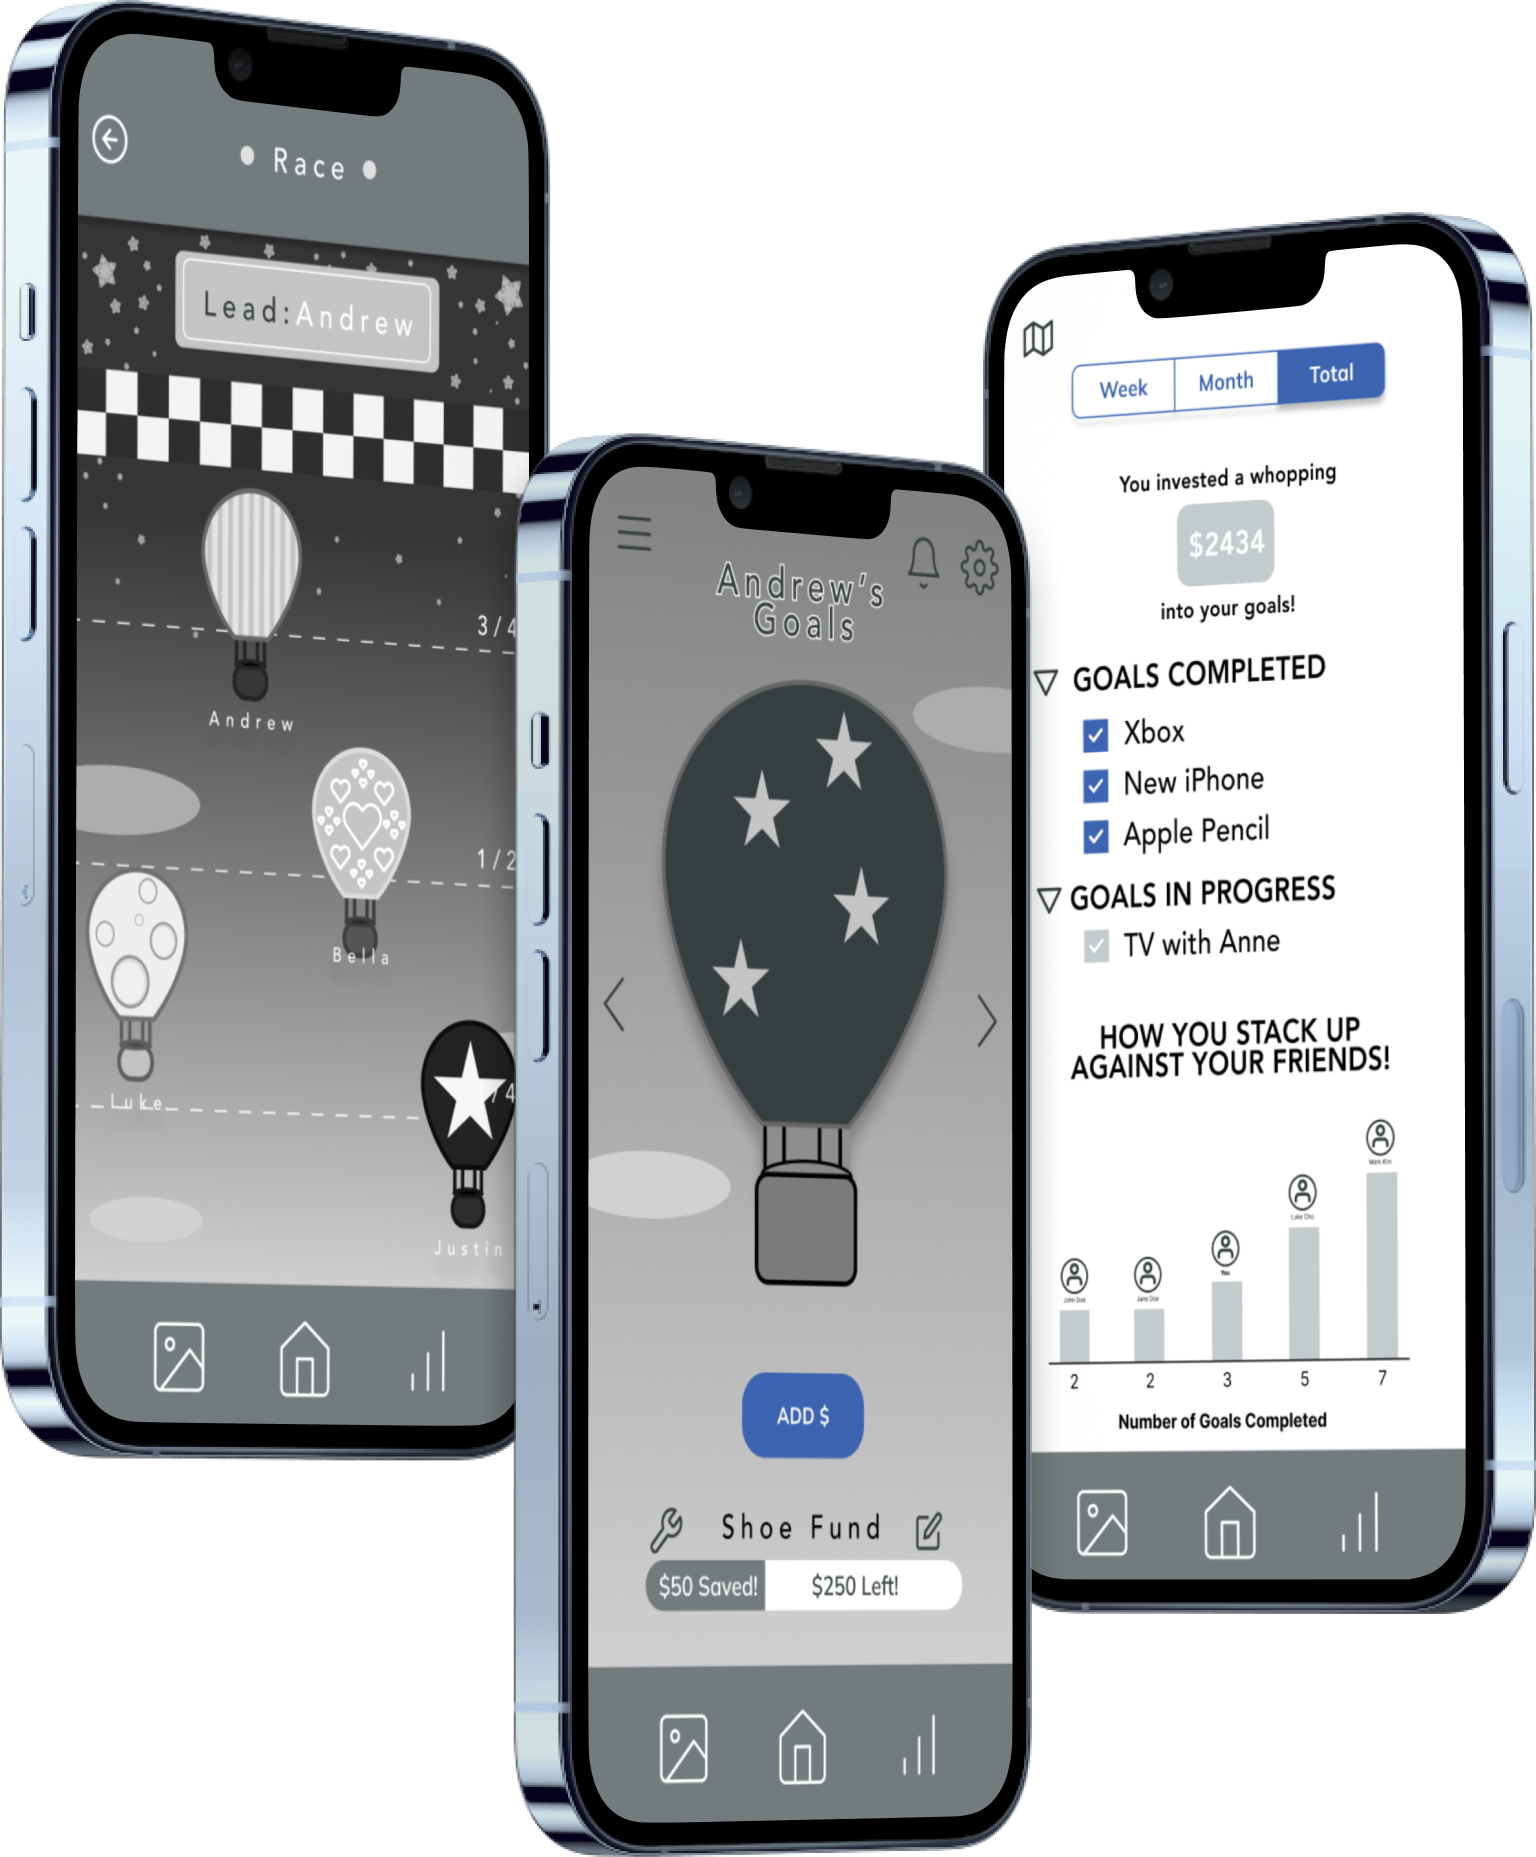 Race
Lead:Andrew
3/4
Andrew
1/2
Bella
/4
Luke
Justin
Andrew's
Goals
ADD $
Shoe Fund
$50 Saved!
$250 Left!
Week
Month
Total
You invested a whopping
$2434
into your goals!
GOALS COMPLETED
Xbox
New iPhone
Apple Pencil
GOALS IN PROGRESS
TV with Anne
HOW YOU STACK UP
AGAINST YOUR FRIENDS!
Mark Kim
Luke Cho
You
John Doe
Jane Doe
2
2
3
5
7
Number of Goals Completed